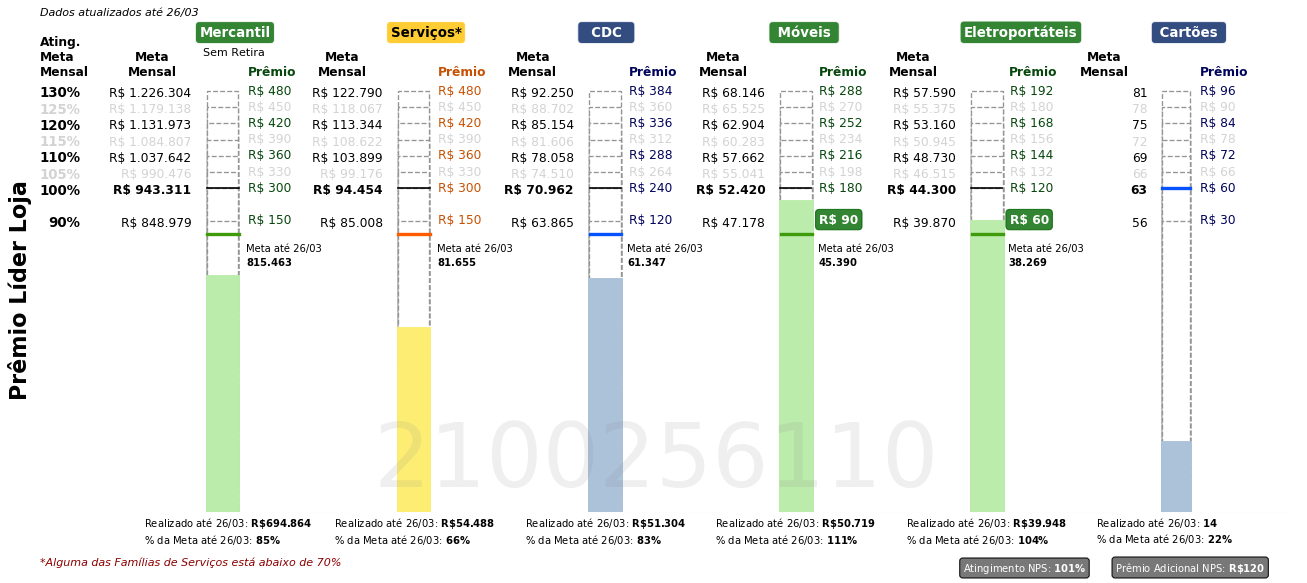 Dados atualizados até 26/03
Mercantil Serviços* CDC Móveis Eletroportáteis Cartões
Sem Retira
Ating. Meta Mensal
Meta Mensal Prêmio Meta Mensal Prêmio Meta Mensal Prêmio Meta Mensal Prêmio Meta Mensal Prêmio Meta Mensal Prêmio
130% R$ 1.226.304 R$ 480 R$ 122.790 R$ 480 R$ 92.250 R$ 384 R$ 68.146 R$ 288 R$ 57.590 R$ 192 81 R$ 96
125% R$ 1.179.138 R$ 450 R$ 118.067 R$ 450 R$ 88.702 R$ 360 R$ 65.525 R$ 270 R$ 55.375 R$ 180 78 R$ 90
120% R$ 1.131.973 R$ 420 R$ 113.344 R$ 420 R$ 85.154 R$ 336 R$ 62.904 R$ 252 R$ 53.160 R$ 168 75 R$ 84
115% R$ 1.084.807 R$ 390 R$ 108.622 R$ 390 R$ 81.606 R$ 312 R$ 60.283 R$ 234 R$ 50.945 R$ 156 72 R$ 78
110% R$ 1.037.642 R$ 360 R$ 103.899 R$ 360 R$ 78.058 R$ 288 R$ 57.662 R$ 216 R$ 48.730 R$ 144 69 R$ 72
105% R$ 990.476 R$ 330 R$ 99.176 R$ 330 R$ 74.510 R$ 264 R$ 55.041 R$ 198 R$ 46.515 R$ 132 66 R$ 66
100% R$ 943.311 R$ 300 R$ 94.454 R$ 300 R$ 70.962 R$ 240 R$ 52.420 R$ 180 R$ 44.300 R$ 120 63 R$ 60
90% R$ 848.979 R$ 150 R$ 85.008 R$ 150 R$ 63.865 R$ 120 R$ 47.178 R$ 90 R$ 39.870 R$ 60 56 R$ 30
Meta até 26/03 Meta até 26/03 Meta até 26/03 Meta até 26/03 Meta até 26/03
815.463 81.655 61.347 45.390 38.269
Prêmio Líder Loja
2100256110
Realizado até 26/03: R$694.864 Realizado até 26/03: R$54.488 Realizado até 26/03: R$51.304 Realizado até 26/03: R$50.719 Realizado até 26/03: R$39.948 Realizado até 26/03: 14
% da Meta até 26/03: 85% % da Meta até 26/03: 66% % da Meta até 26/03: 83% % da Meta até 26/03: 111% % da Meta até 26/03: 104% % da Meta até 26/03: 22%
*Alguma das Famílias de Serviços está abaixo de 70%
Atingimento NPS: 101% Prêmio Adicional NPS: R$120